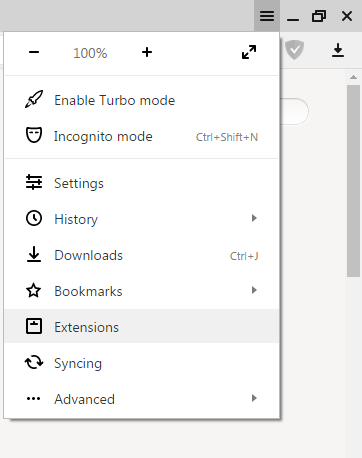 100%
Enable Turbo mode
Incognito mode Ctrl+Shift+N
Settings
History
Downloads Ctrl+J
Bookmarks
Extensions
Syncing
Advanced